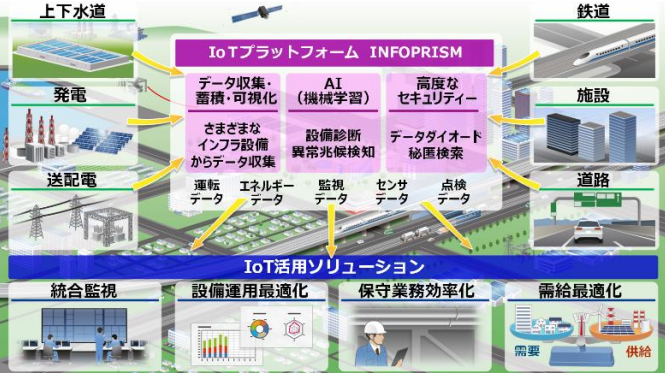 上下水道
鉄道
IoTプラットフォーム INFOPRISM
データ収集・
蓄積・可視化
AI
(機械学習)
高度な
セキュリティー
発電
施設
さまざまな
インフラ設備
からデータ収集
設備診断
異常兆候検知
データダイオード
秘匿検索
送配電
道路
運転
データ
エネルギー
データ
監視
データ
センサ
データ
点検
データ
IoT活用ソリューション
統合監視
設備運用最適化
保守業務効率化
需給最適化
需要
供給